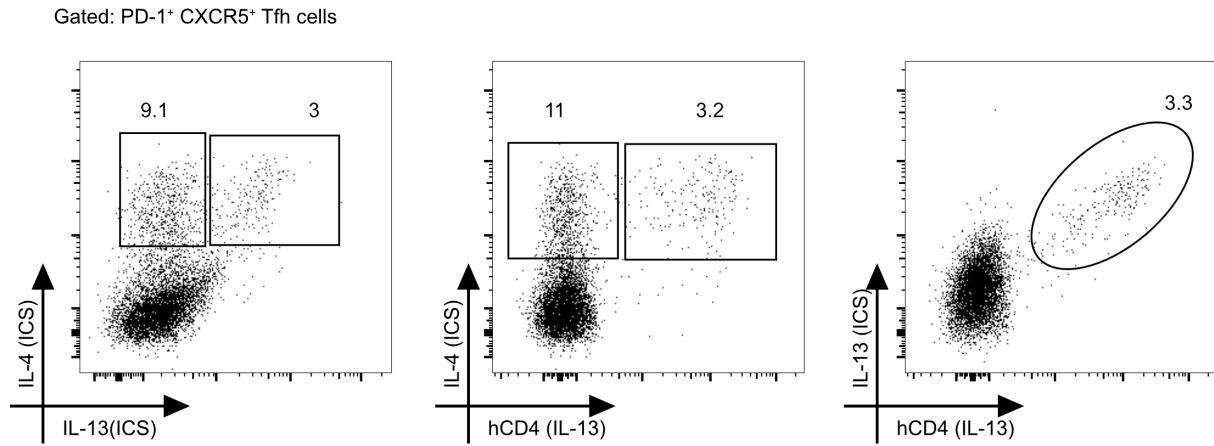 Gated: PD-1⁺ CXCR5⁺ Tfh cells
9.1
3
IL-4 (ICS)
IL-13(ICS)
11
3.2
IL-4 (ICS)
hCD4 (IL-13)
3.3
IL-13 (ICS)
hCD4 (IL-13)